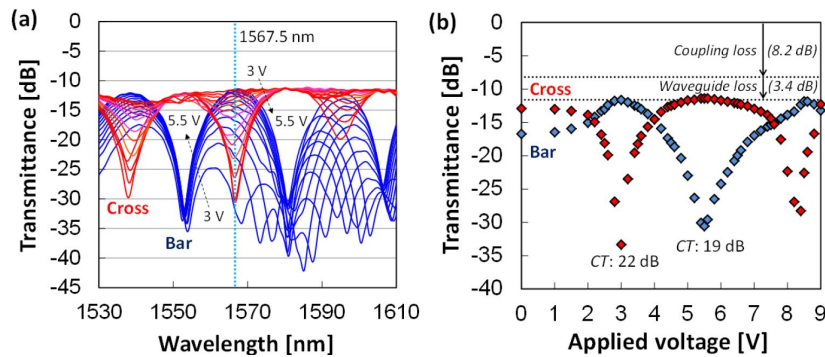 (a)
Transmittance [dB]
0
-5
-10
-15
-20
-25
-30
-35
-40
-45
1567.5 nm
3 V
5.5 V
5.5 V
3 V
Cross
Bar
1530
1550
1570
1590
1610
Wavelength [nm]
(b)
Transmittance [dB]
0
-5
-10
-15
-20
-25
-30
-35
-40
Coupling loss
(8.2 dB)
Cross
Waveguide loss
(3.4 dB)
Bar
CT: 22 dB
CT: 19 dB
0
1
2
3
4
5
6
7
8
9
Applied voltage [V]